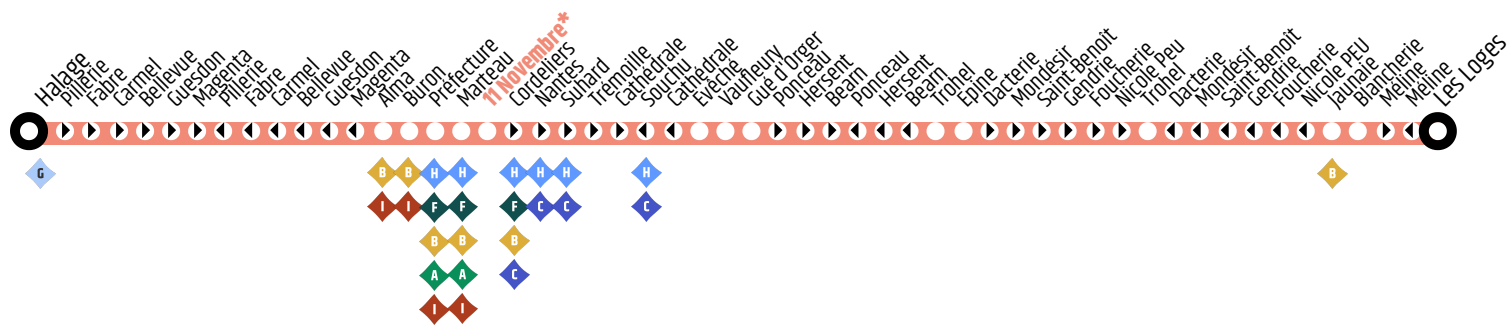 Halage
Pillerie
Fabre
Carmel
Bellevue
Guesdon
Magenta
Pillerie
Fabre
Carmel
Bellevue
Guesdon
Magenta
Alma
Buron
Préfecture
Marteau
11 Novembre*
Cordeliers
Nantes
Suhard
Trémoille
Cathédrale
Souchu
Cathédrale
Evêché
Vaufleury
Gué d'Orger
Ponceau
Hersent
Bearn
Ponceau
Hersent
Bearn
Tronel
Epine
Dacterie
Mondésir
Saint-Benoît
Gendrie
Foucherie
Nicole Peu
Tronel
Dacterie
Mondésir
Saint-Benoît
Gendrie
Foucherie
Nicole PEU
Jaunaie
Blancherie
Méline
Méline
Les Loges
G B B H H H H H H B
I I F F F C C C
B B B
A A C
I I